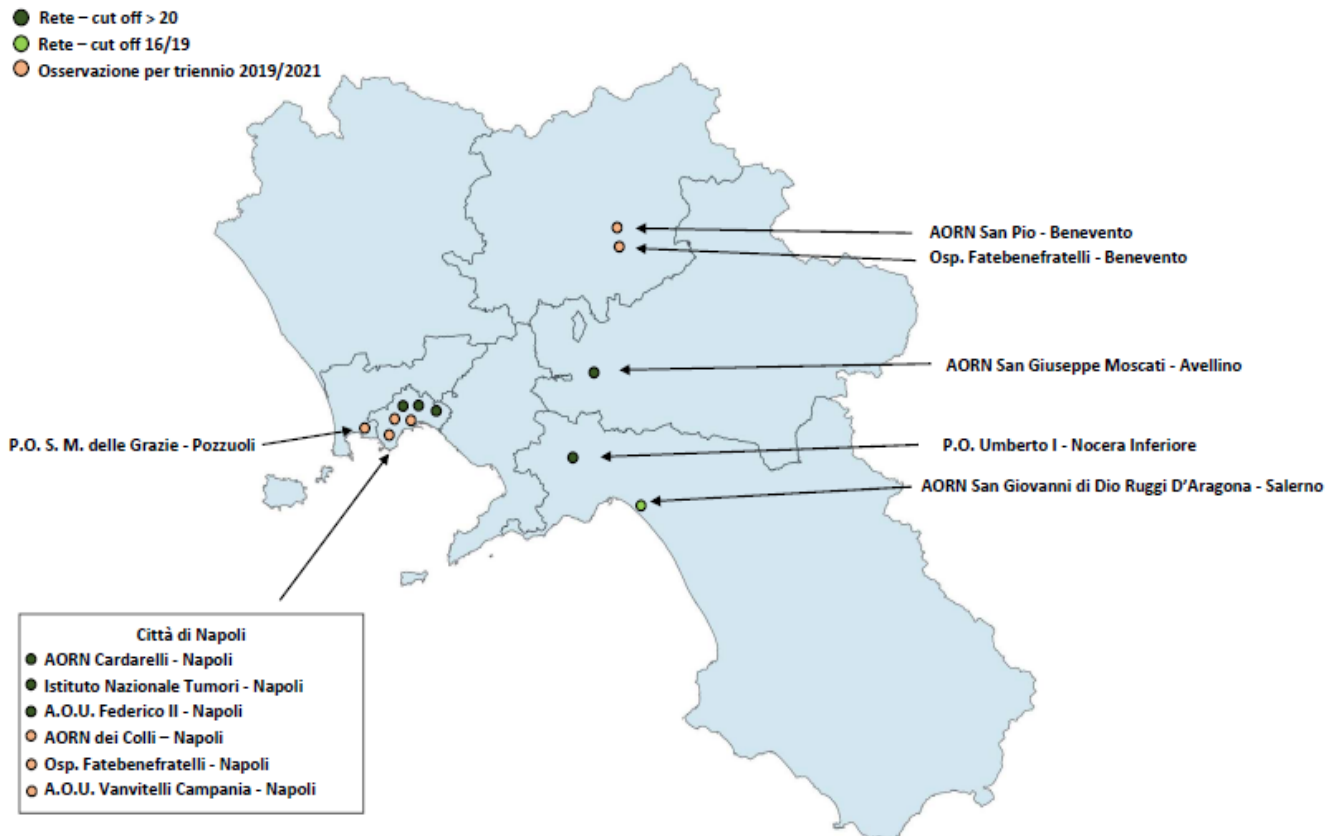 Rete – cut off > 20
Rete – cut off 16/19
Osservazione per triennio 2019/2021
AORN San Pio - Benevento
Osp. Fatebenefratelli - Benevento
AORN San Giuseppe Moscati - Avellino
P.O. S. M. delle Grazie - Pozzuoli
P.O. Umberto I - Nocera Inferiore
AORN San Giovanni di Dio Ruggi D'Aragona - Salerno
Città di Napoli
AORN Cardarelli - Napoli
Istituto Nazionale Tumori - Napoli
A.O.U. Federico II - Napoli
AORN dei Colli – Napoli
Osp. Fatebenefratelli - Napoli
A.O.U. Vanvitelli Campania - Napoli